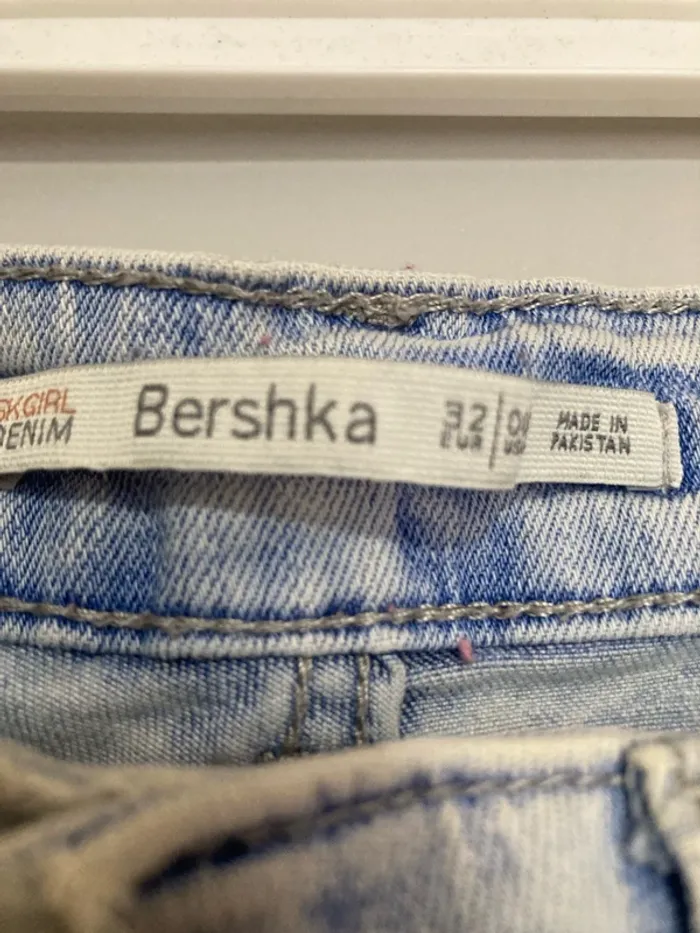 SKGIRL
DENIM
Bershka
32
EUR
MADE IN
PAKISTAN